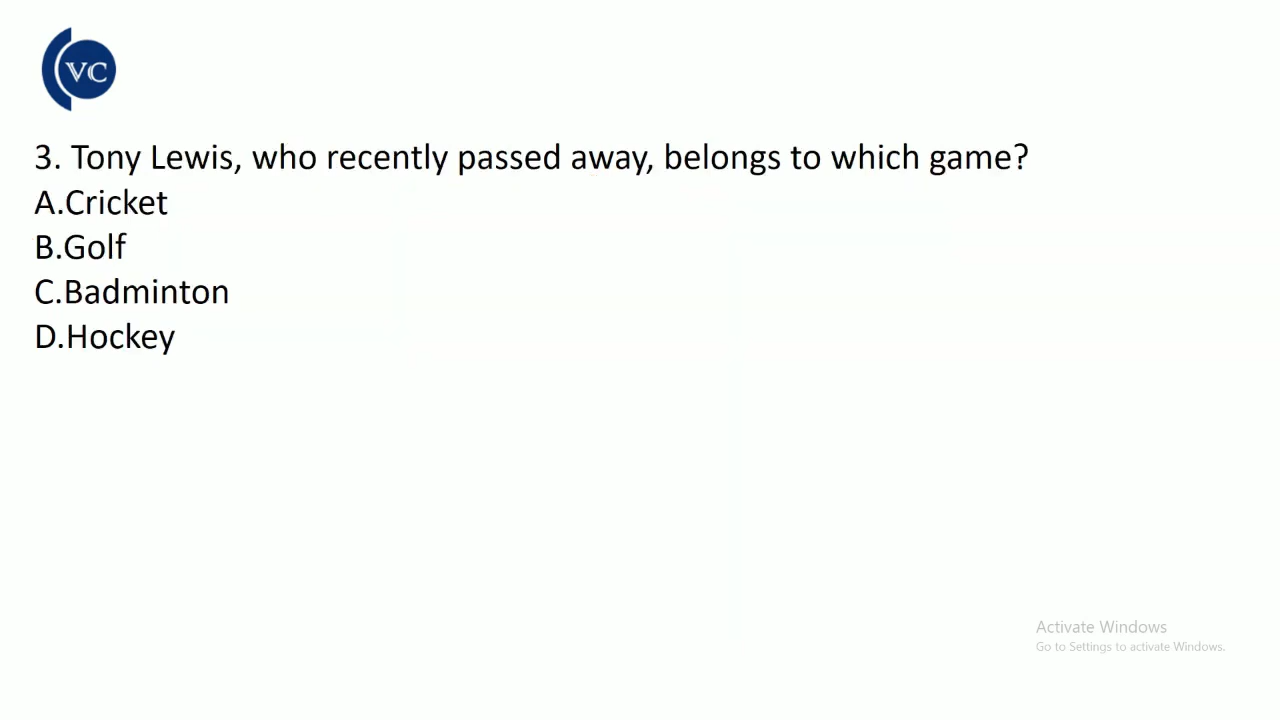 VC
3. Tony Lewis, who recently passed away, belongs to which game?
A.Cricket
B.Golf
C.Badminton
D.Hockey
Activate Windows
Go to Settings to activate Windows.